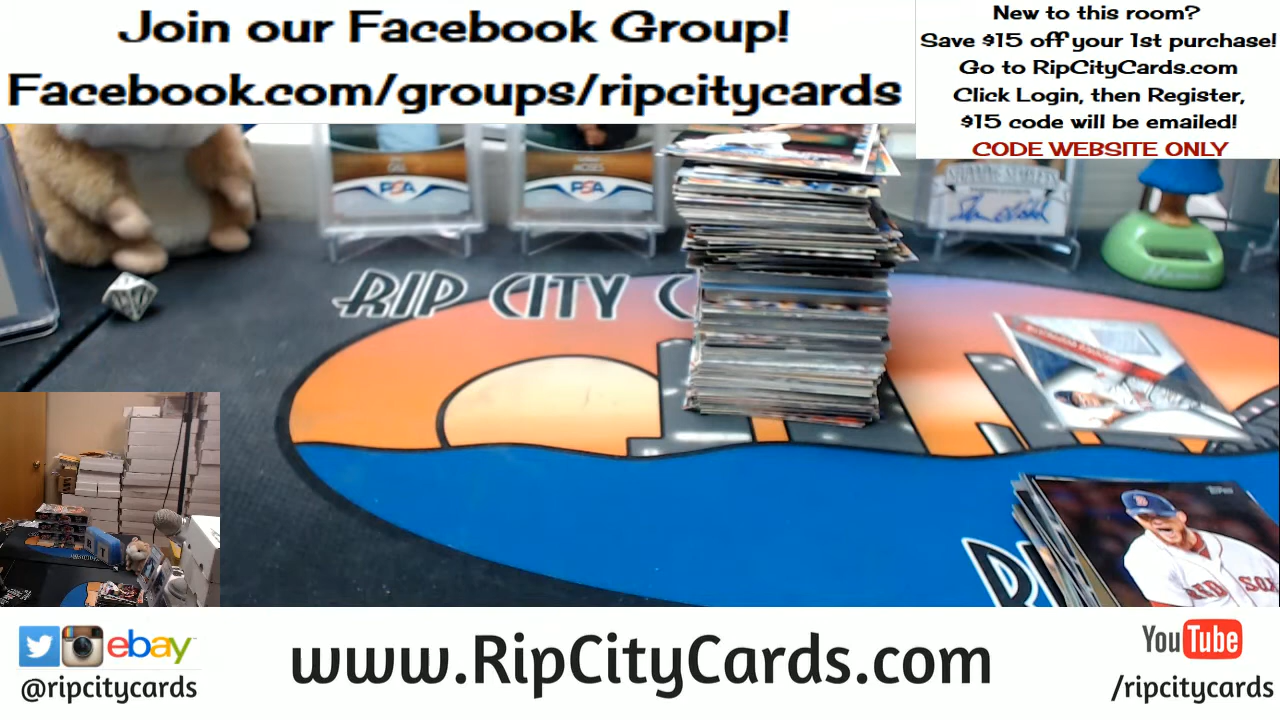 Join our Facebook Group!
Facebook.com/groups/ripcitycards
New to this room?
Save $15 off your 1st purchase!
Go to RipCityCards.com
Click Login, then Register,
$15 code will be emailed!
CODE WEBSITE ONLY
PSA
PSA
RIP CITY C
RED SOX
Topps
ebay
@ripcitycards
www.RipCityCards.com
YouTube
/ripcitycards